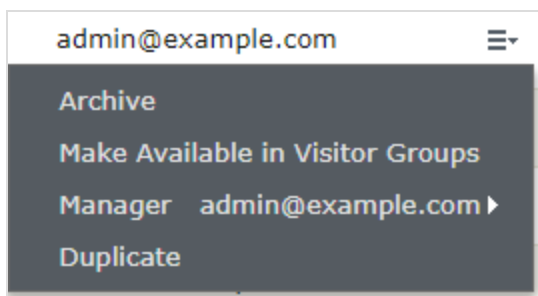 admin@example.com
Archive
Make Available in Visitor Groups
Manager admin@example.com
Duplicate